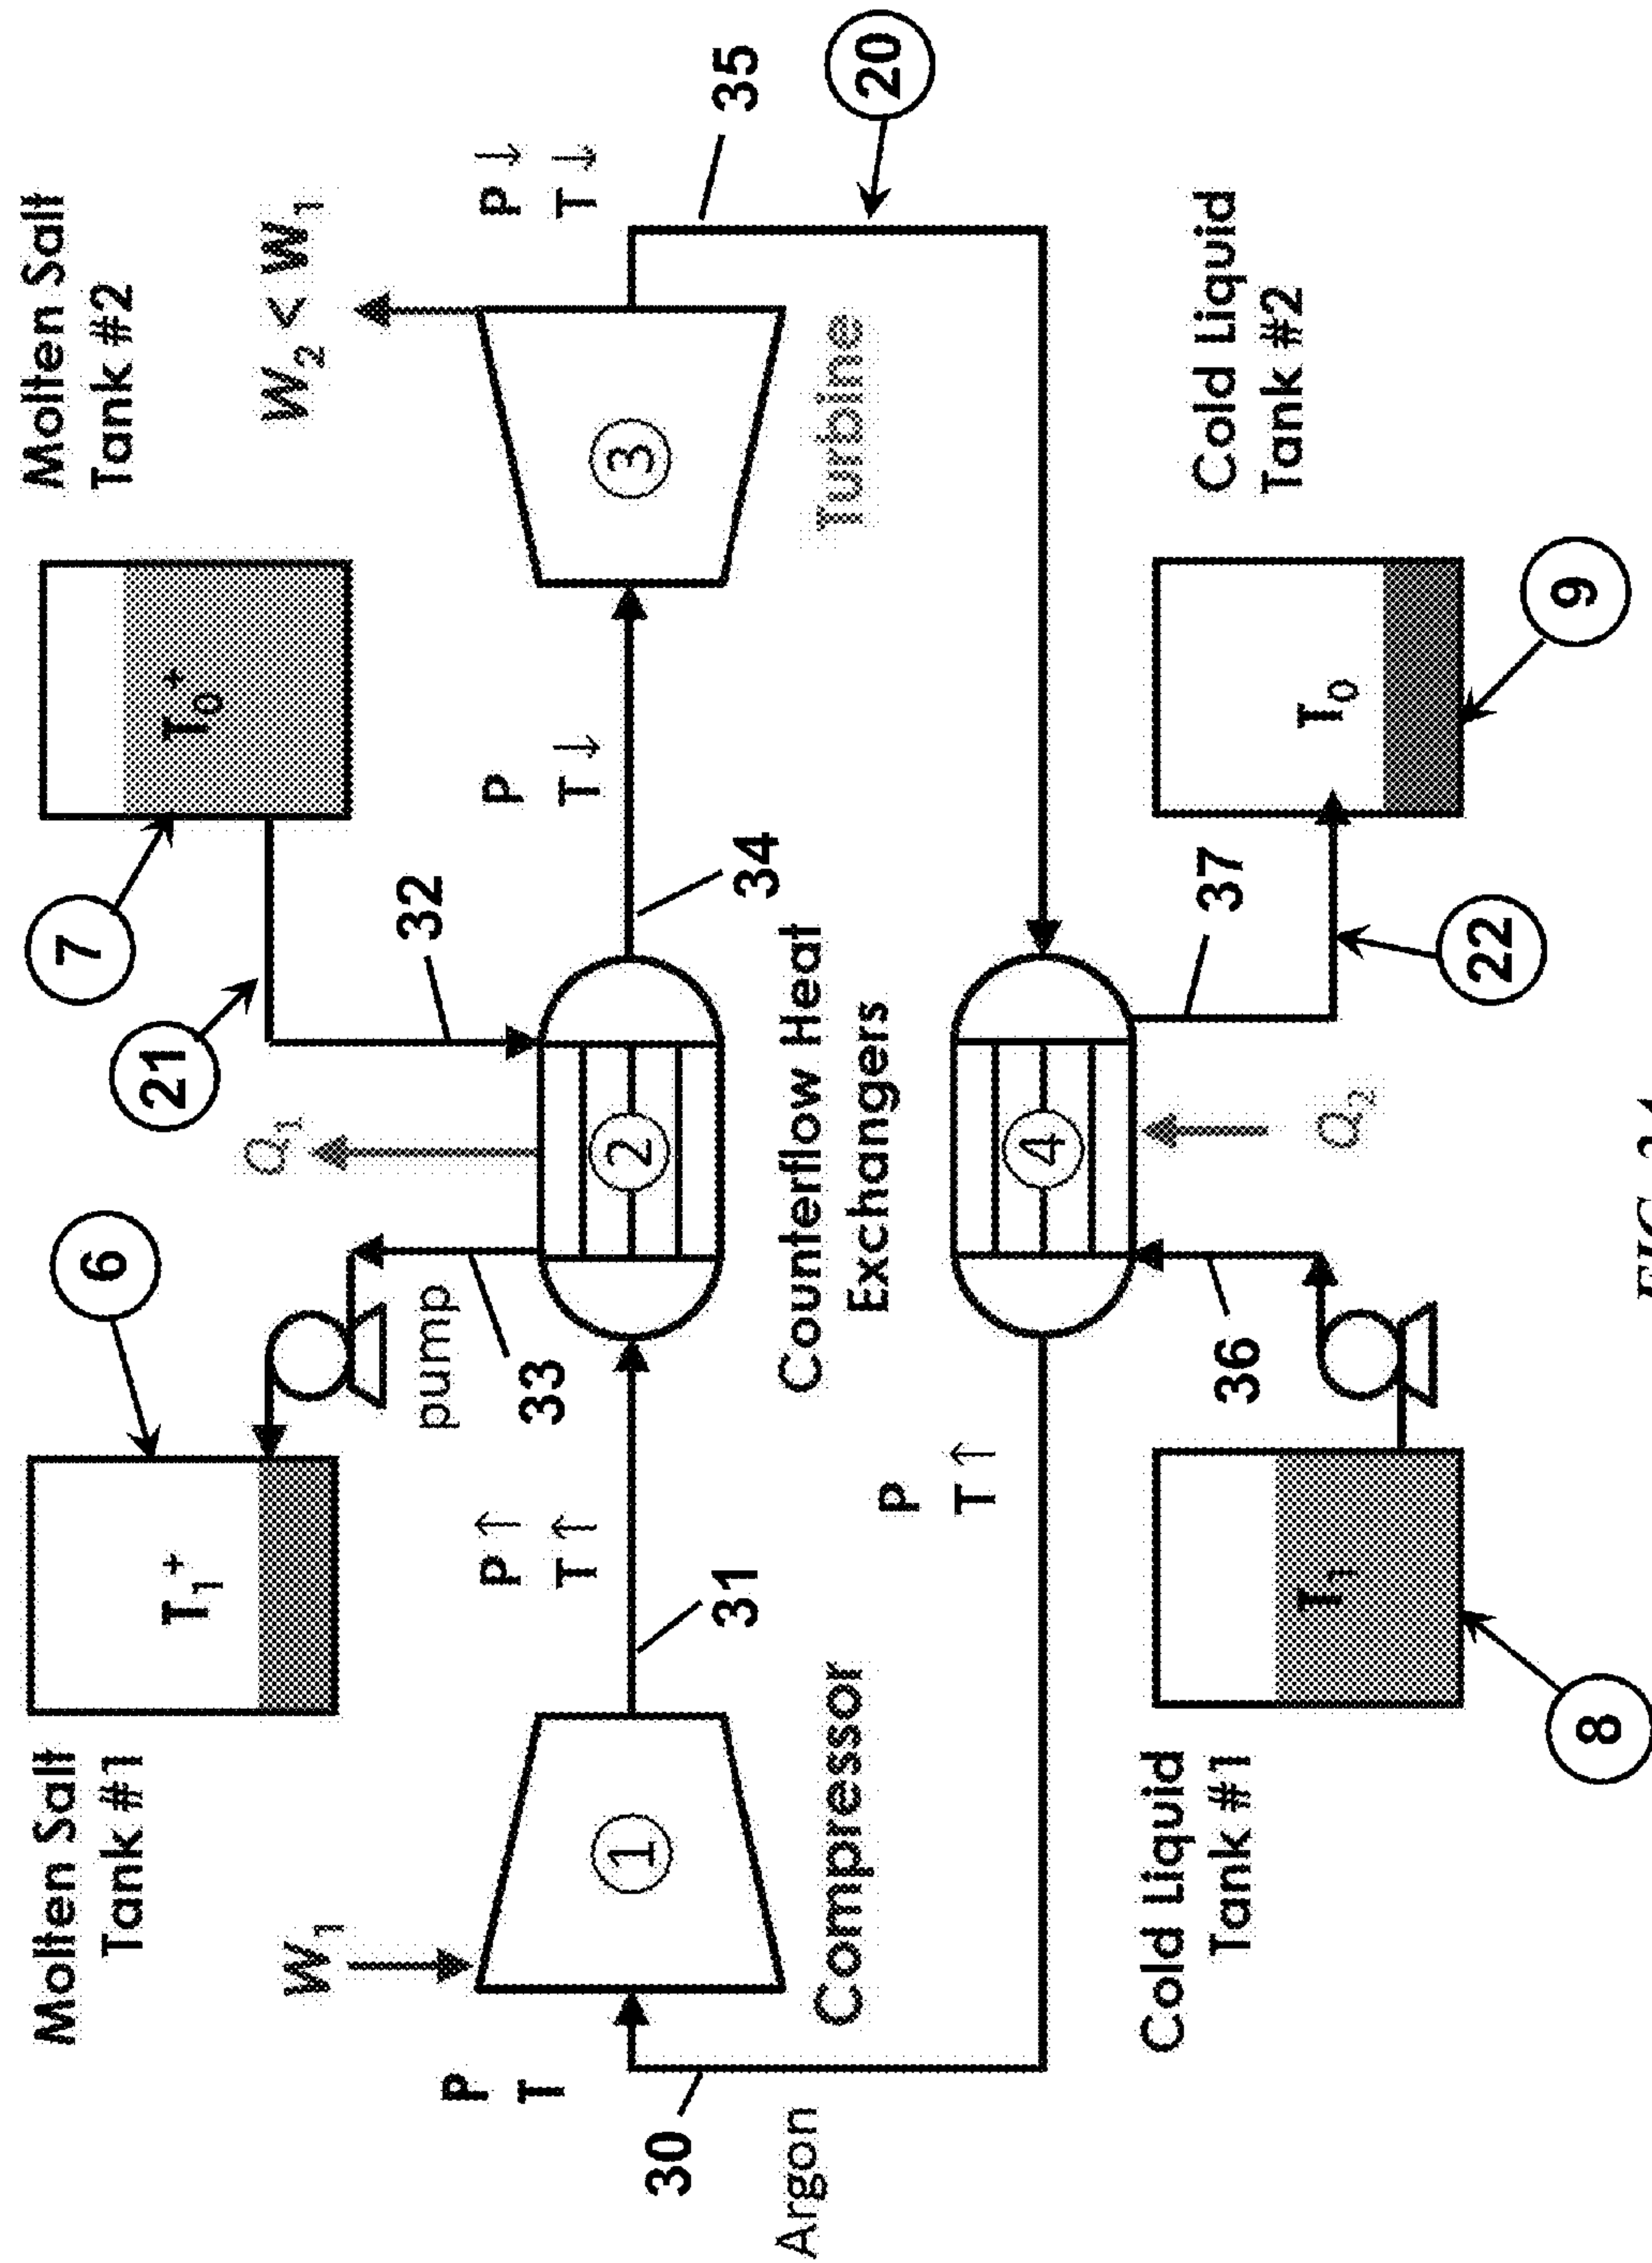 Molten Salt
Tank #1
6
21
7
Molten Salt
Tank #2
T₁⁺
T₀⁺
W₁
Q₁
W₂ < W₁
pump
33
32
P
T
P ↑
T ↑
P
T ↓
P ↓
T ↓
1
2
3
30
31
34
35
Argon
Compressor
Counterflow Heat
Exchangers
Turbine
20
P
T ↑
4
Cold Liquid
Tank #1
36
37
Cold Liquid
Tank #2
T₁
Q₂
T₀
8
22
9